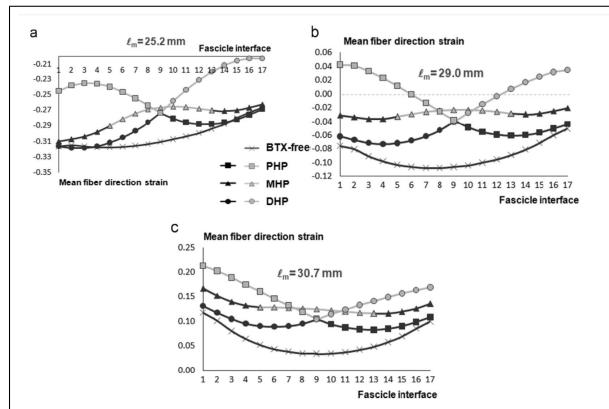 a
ℓm=25.2 mm
Fascicle interface
-0.21
1 2 3 4 5 6 7 8 9 10 11 12 13 14 15 16 17
-0.23
-0.25
-0.27
-0.29
-0.31
-0.33
-0.35
Mean fiber direction strain
BTX-free
PHP
MHP
DHP
b
Mean fiber direction strain
0.06
0.04
0.02
0.00
-0.02
-0.04
-0.06
-0.08
-0.10
-0.12
ℓm=29.0 mm
1 2 3 4 5 6 7 8 9 10 11 12 13 14 15 16 17
Fascicle interface
c
Mean fiber direction strain
0.25
0.20
0.15
0.10
0.05
0.00
ℓm=30.7 mm
1 2 3 4 5 6 7 8 9 10 11 12 13 14 15 16 17
Fascicle interface